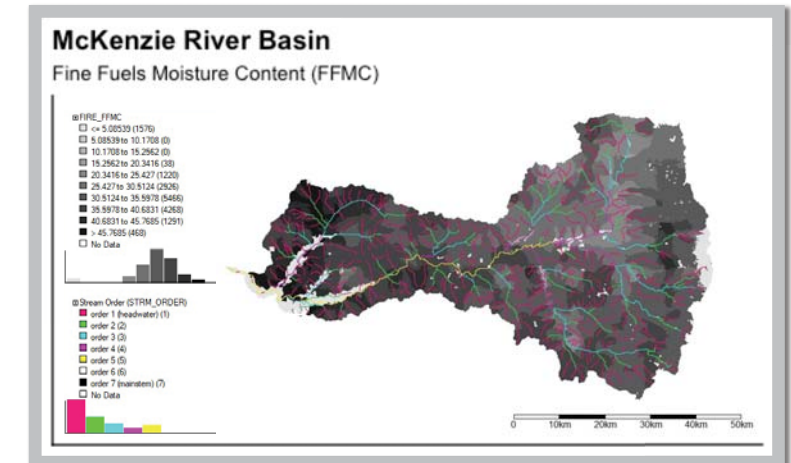 McKenzie River Basin
Fine Fuels Moisture Content (FFMC)
FIRE_FFMC
<= 5.08539 (1576)
5.08539 to 10.1708 (0)
10.1708 to 15.2562 (0)
15.2562 to 20.3416 (38)
20.3416 to 25.427 (1220)
25.427 to 30.5124 (2926)
30.5124 to 35.5978 (5466)
35.5978 to 40.6831 (4268)
40.6831 to 45.7685 (1291)
> 45.7685 (468)
No Data
Stream Order (STRM_ORDER)
order 1 (headwater) (1)
order 2 (2)
order 3 (3)
order 4 (4)
order 5 (5)
order 6 (6)
order 7 (mainstem) (7)
No Data
0 10km 20km 30km 40km 50km